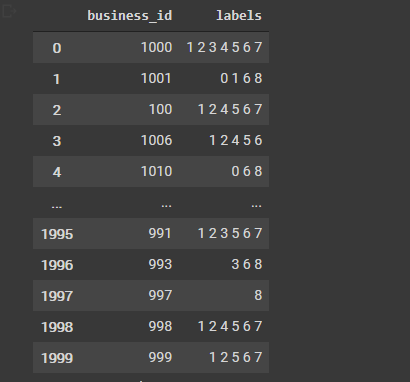 business_id labels
0 1000 1 2 3 4 5 6 7
1 1001 0 1 6 8
2 100 1 2 4 5 6 7
3 1006 1 2 4 5 6
4 1010 0 6 8
... ... ...
1995 991 1 2 3 5 6 7
1996 993 3 6 8
1997 997 8
1998 998 1 2 4 5 6 7
1999 999 1 2 5 6 7